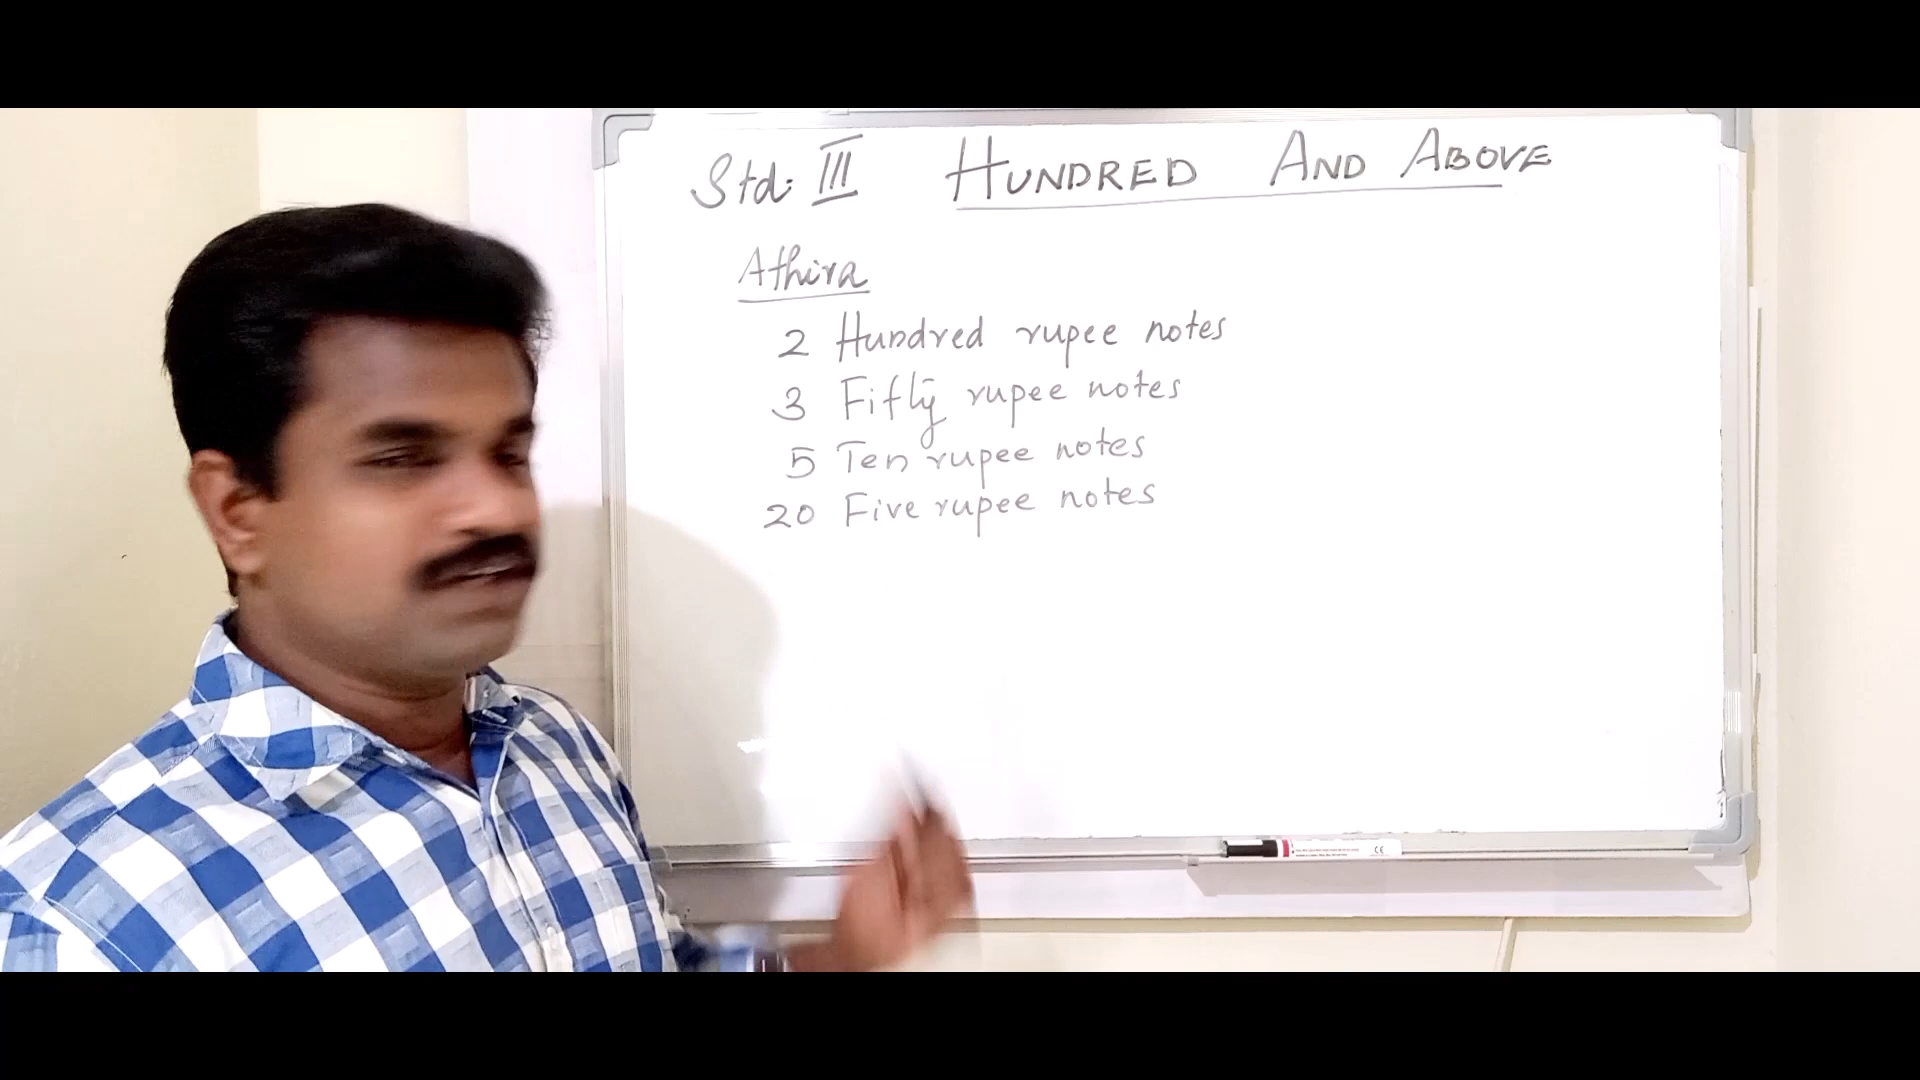 Std. III HUNDRED AND ABOVE
Athira
2 Hundred rupee notes
3 Fifty rupee notes
5 Ten rupee notes
20 Five rupee notes
CE